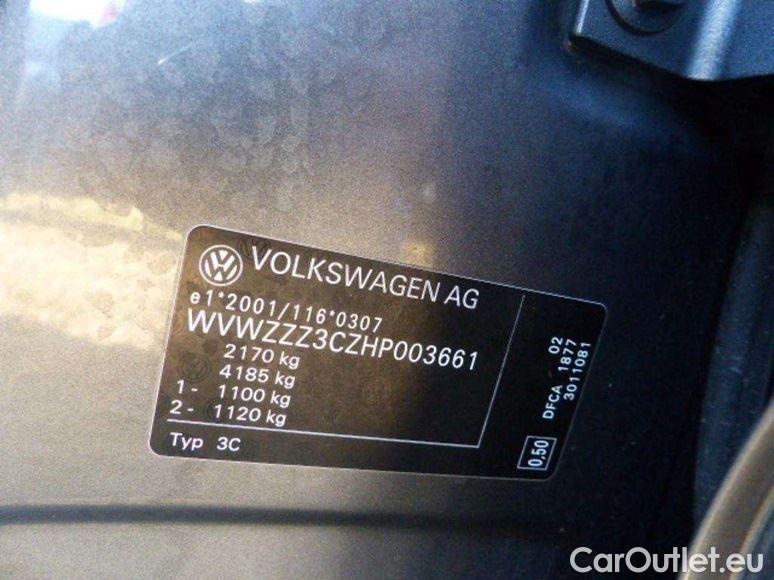 VOLKSWAGEN AG
e1*2001/116*0307
WVWZZZ3CZHP003661
2170 kg
4185 kg
1- 1100 kg
2- 1120 kg
Typ 3C
02
DFCA 1877
3011081
0,50
CarOutlet.eu